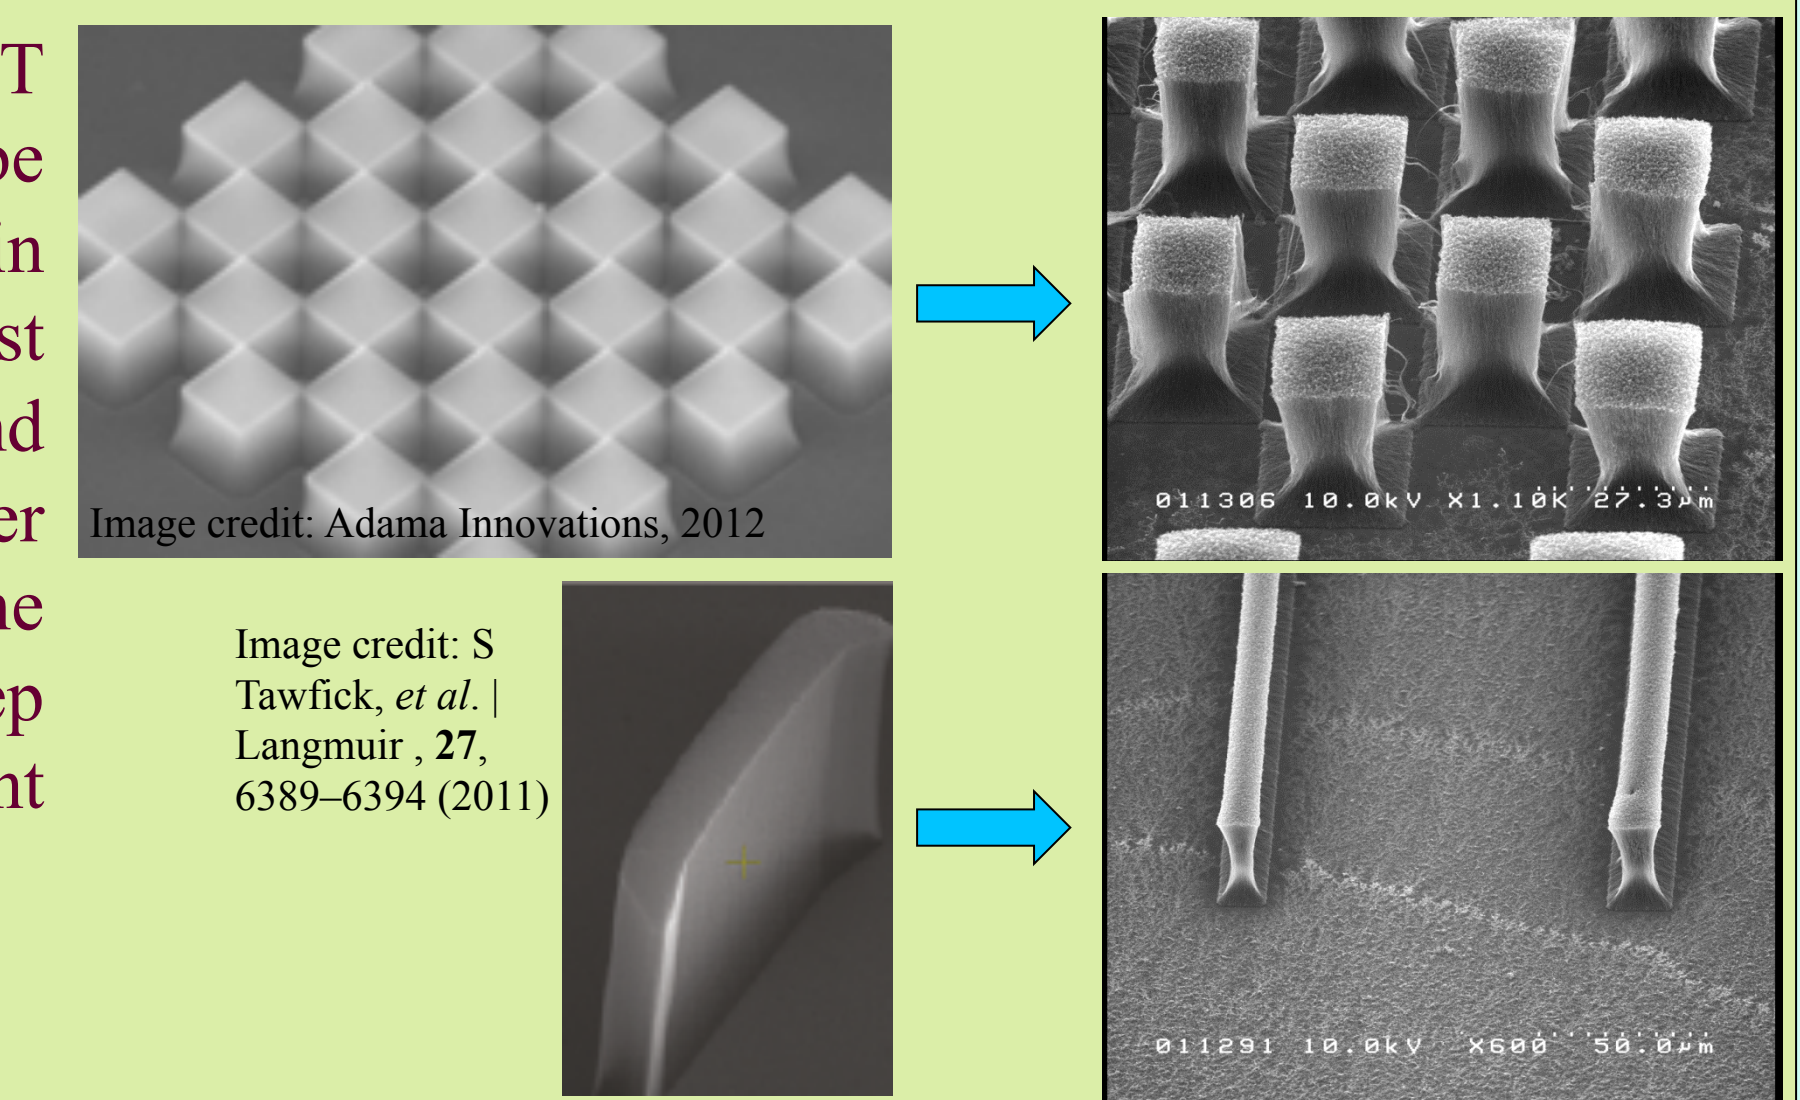 T
be
in
st
nd
er
ne
ep
nt
Image credit: Adama Innovations, 2012
011306 10.0kV X1.10K 27.3µm
Image credit: S
Tawfick, et al. |
Langmuir , 27,
6389–6394 (2011)
011291 10.0kV X600 50.0µm